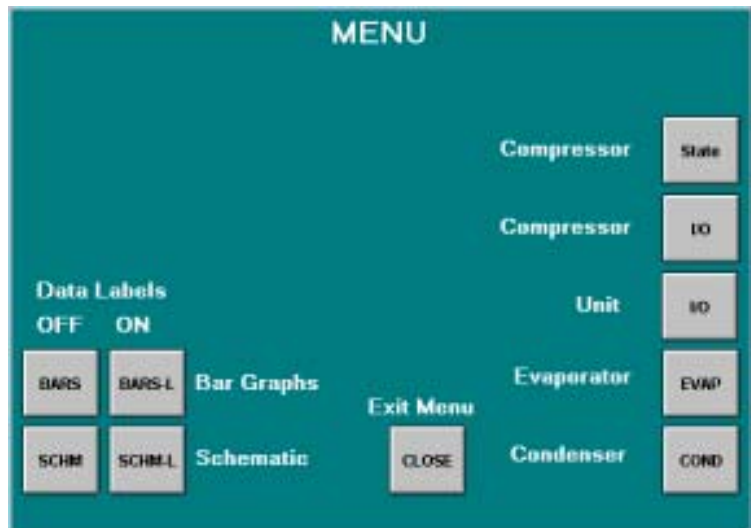 MENU
Compressor State
Compressor I/O
Data Labels
OFF ON
Unit I/O
BARS BARS-L Bar Graphs
Evaporator EVAP
Exit Menu
SCHM SCHM-L Schematic
CLOSE
Condenser COND